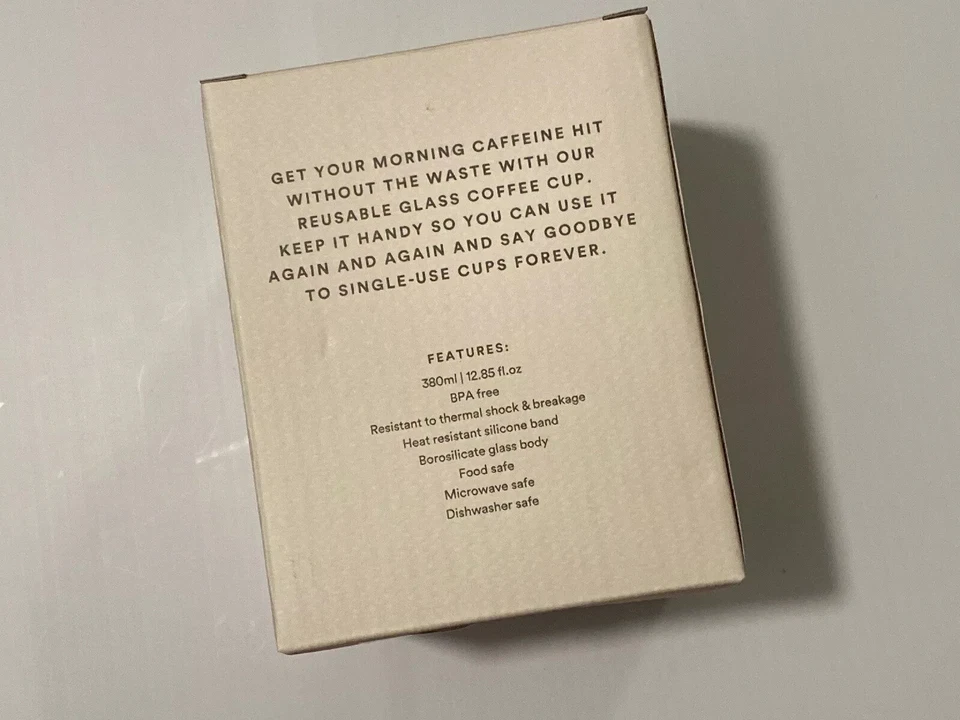 GET YOUR MORNING CAFFEINE HIT
WITHOUT THE WASTE WITH OUR
REUSABLE GLASS COFFEE CUP.
KEEP IT HANDY SO YOU CAN USE IT
AGAIN AND AGAIN AND SAY GOODBYE
TO SINGLE-USE CUPS FOREVER.
FEATURES:
380ml | 12.85 fl.oz
BPA free
Resistant to thermal shock & breakage
Heat resistant silicone band
Borosilicate glass body
Food safe
Microwave safe
Dishwasher safe